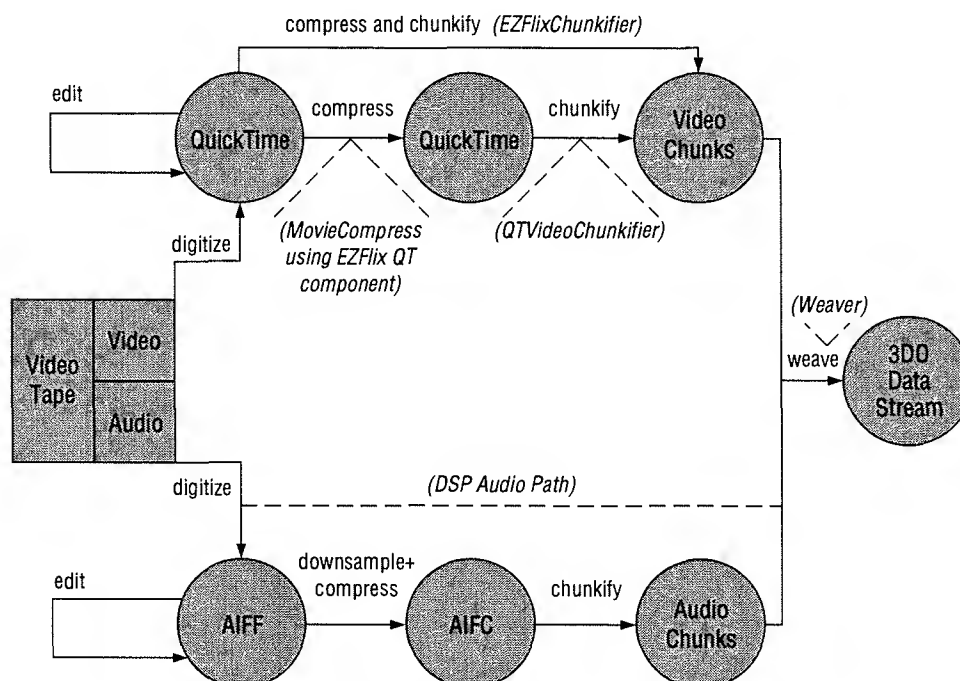 compress and chunkify (EZFlixChunkifier)
edit
QuickTime
compress
QuickTime
chunkify
Video
Chunks
digitize
(MovieCompress
using EZFlix QT
component)
(QTVideoChunkifier)
Video
Tape
Video
Audio
(Weaver)
weave
3DO
Data
Stream
digitize
(DSP Audio Path)
edit
AIFF
downsample+
compress
AIFC
chunkify
Audio
Chunks